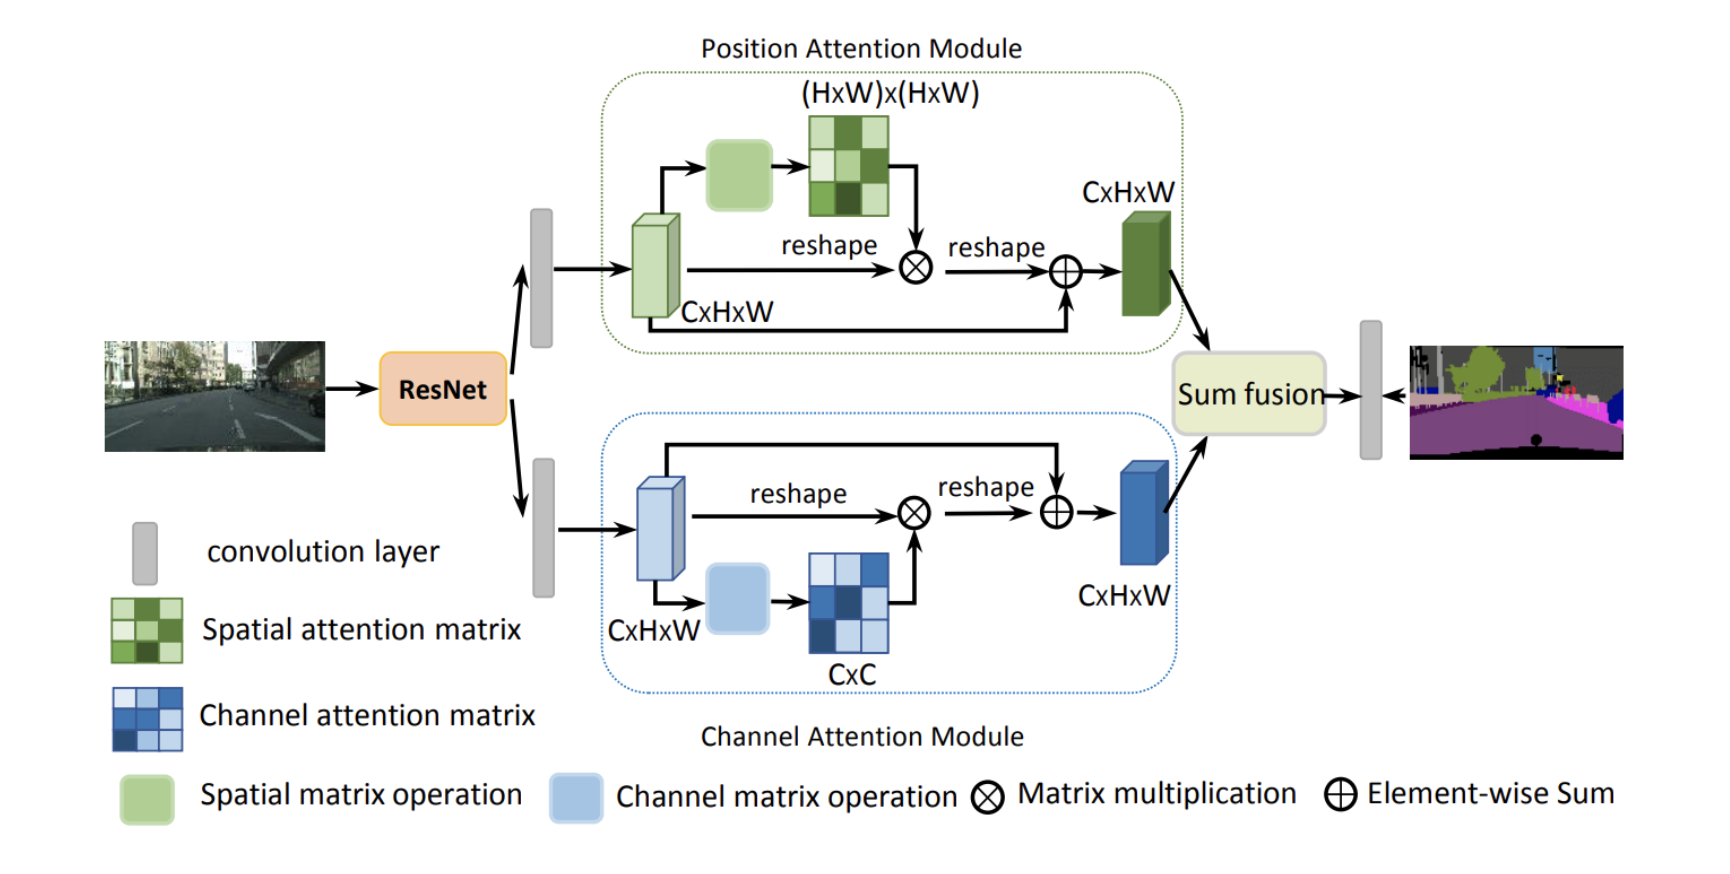 Position Attention Module
(HxW)x(HxW)
CxHxW
reshape
reshape
CxHxW
ResNet
Sum fusion
reshape
reshape
CxHxW
CxHxW
CxC
Channel Attention Module
convolution layer
Spatial attention matrix
Channel attention matrix
Spatial matrix operation
Channel matrix operation
Matrix multiplication
Element-wise Sum